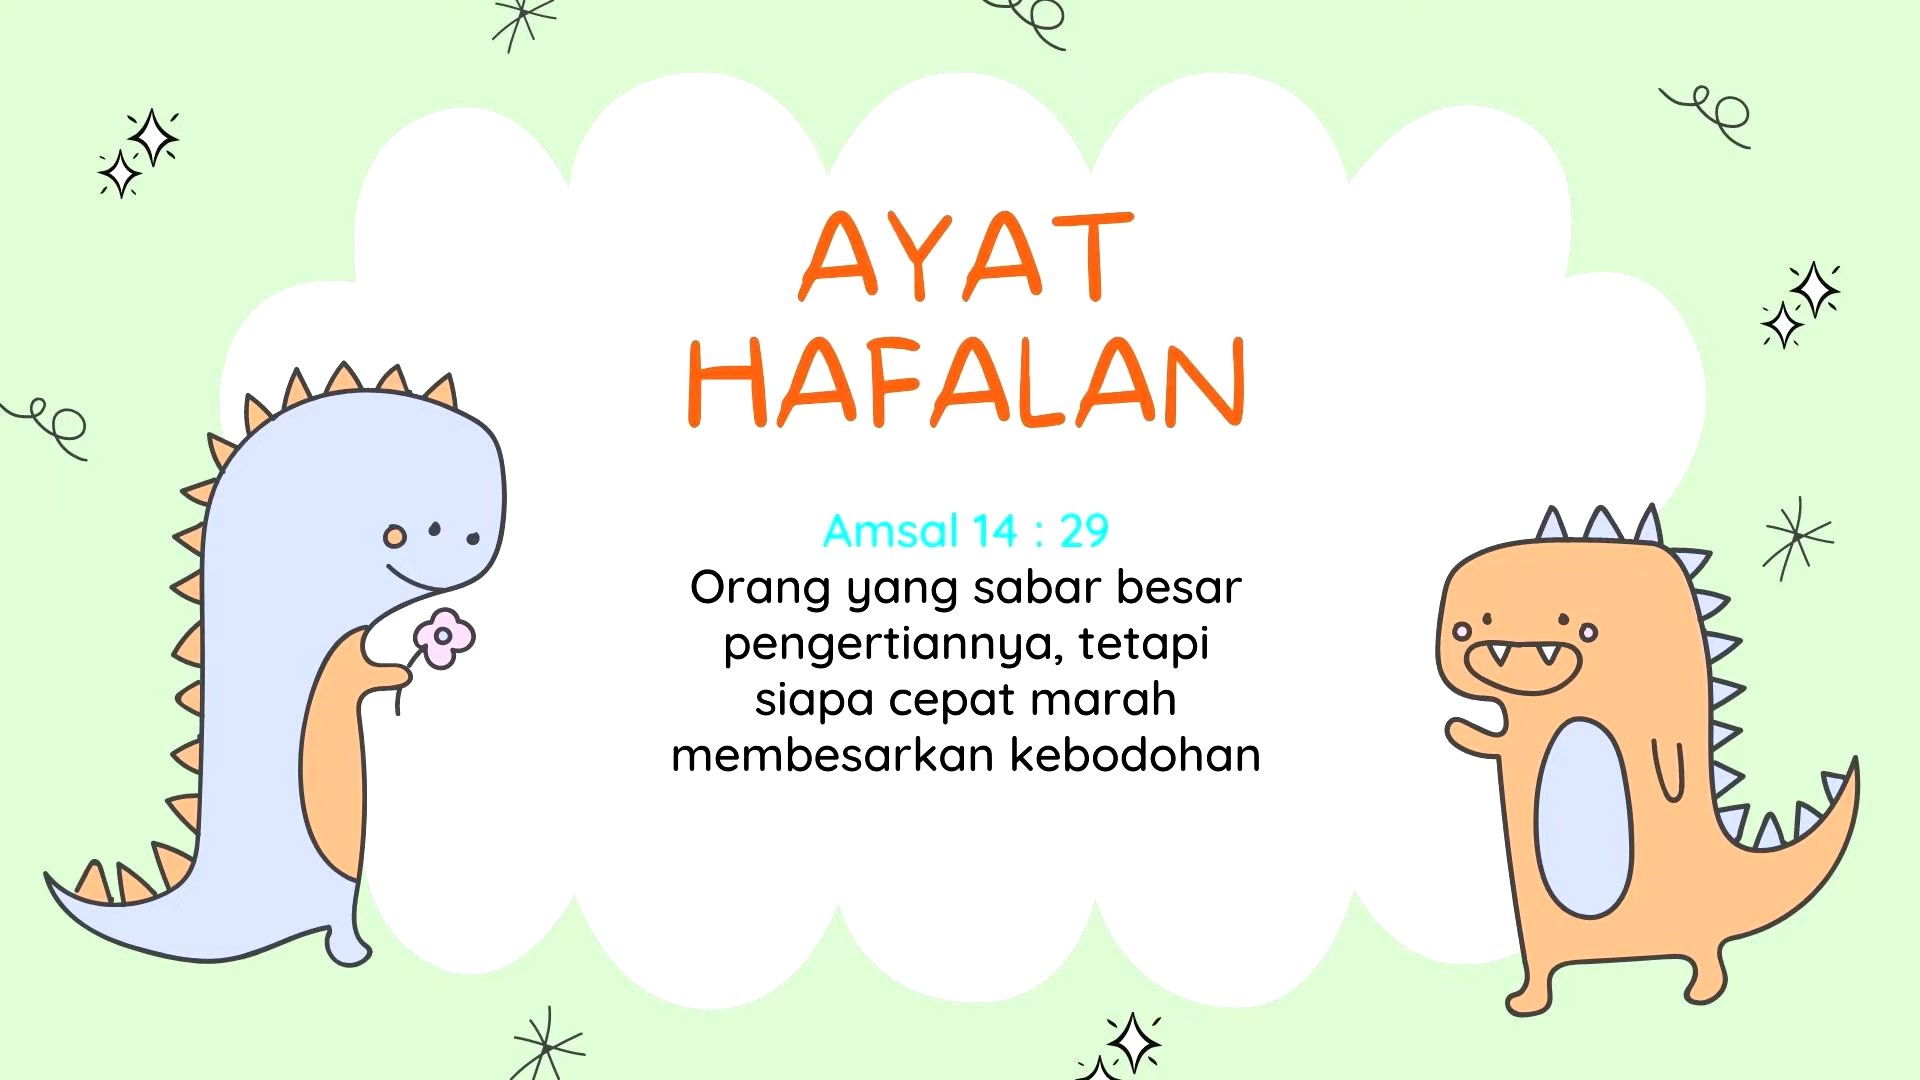 AYAT
HAFALAN
Amsal 14 : 29
Orang yang sabar besar
pengertiannya, tetapi
siapa cepat marah
membesarkan kebodohan